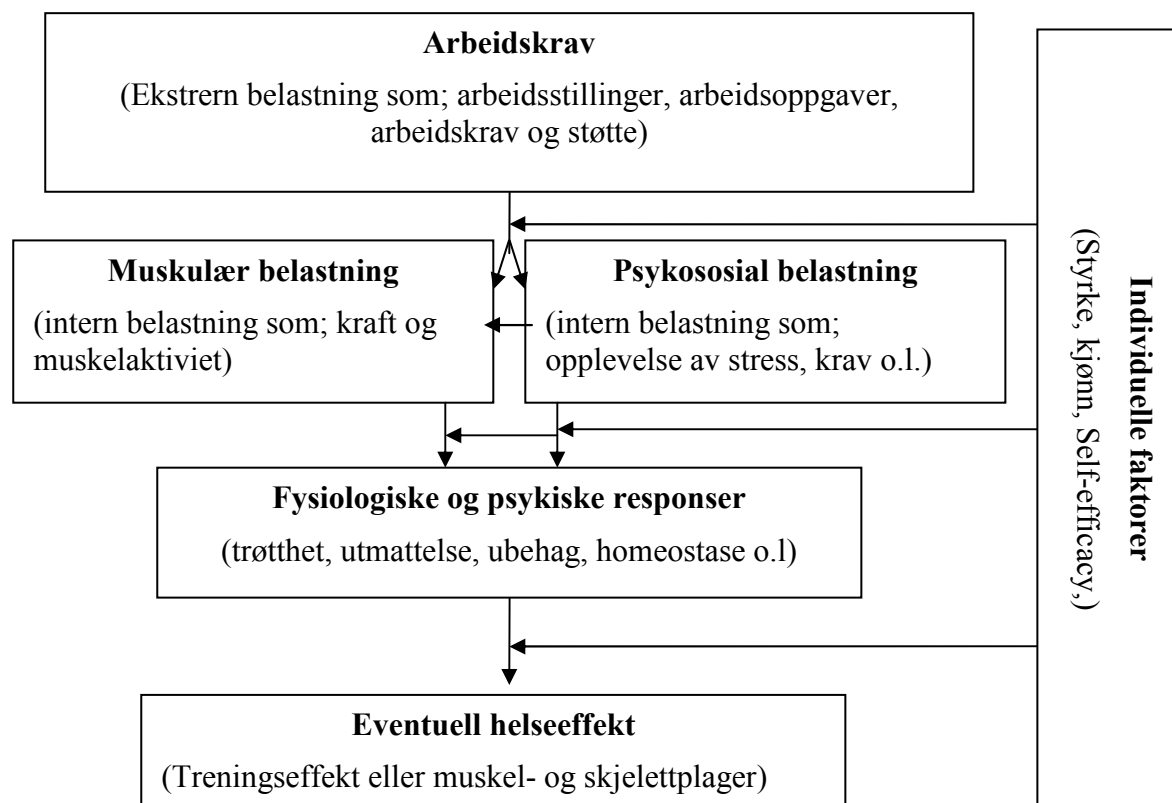 Arbeidskrav
(Ekstrern belastning som; arbeidsstillinger, arbeidsoppgaver,
arbeidskrav og støtte)
Muskulær belastning
(intern belastning som; kraft og
muskelaktiviet)
Psykososial belastning
(intern belastning som;
opplevelse av stress, krav o.l.)
Fysiologiske og psykiske responser
(trøtthet, utmattelse, ubehag, homeostase o.l)
Eventuell helseeffekt
(Treningseffekt eller muskel- og skjelettplager)
Individuelle faktorer
(Styrke, kjønn, Self-efficacy,)